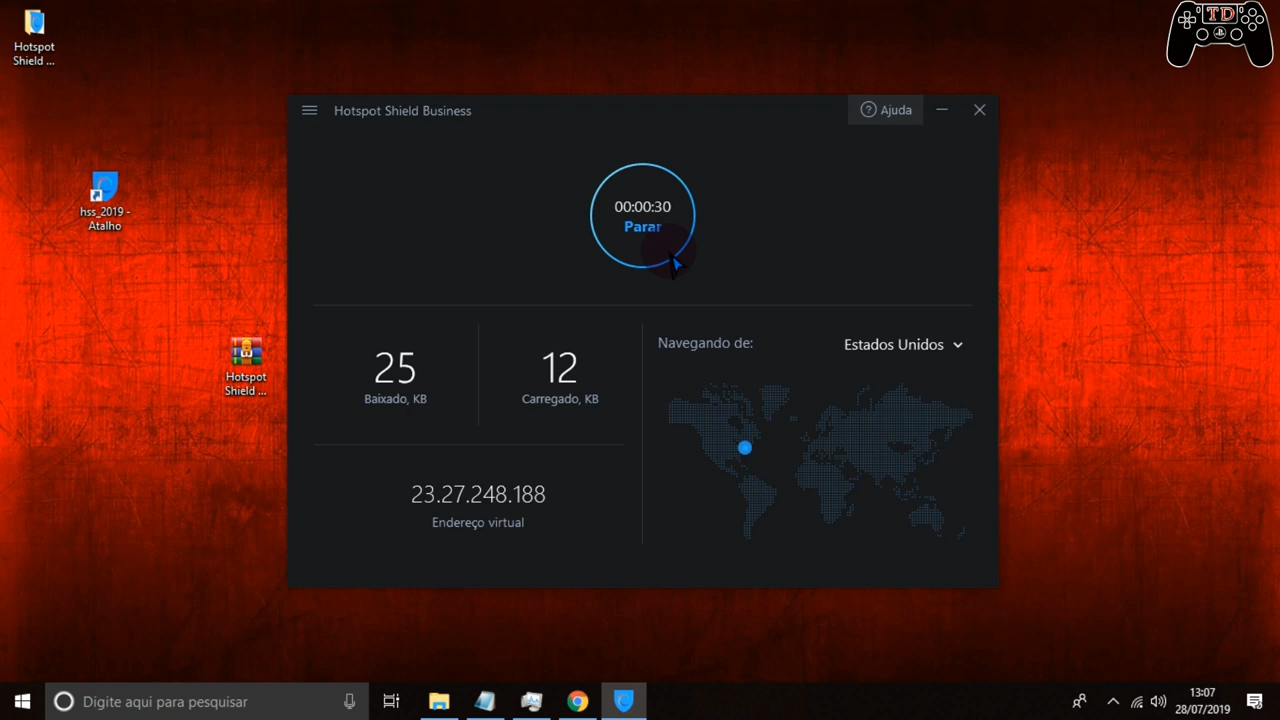 Hotspot
Shield ...
TD
Hotspot Shield Business
? Ajuda
00:00:30
Parar
hss_2019 -
Atalho
Hotspot
Shield ...
25
Baixado, KB
12
Carregado, KB
Navegando de:
Estados Unidos
23.27.248.188
Endereço virtual
Digite aqui para pesquisar
13:07
28/07/2019